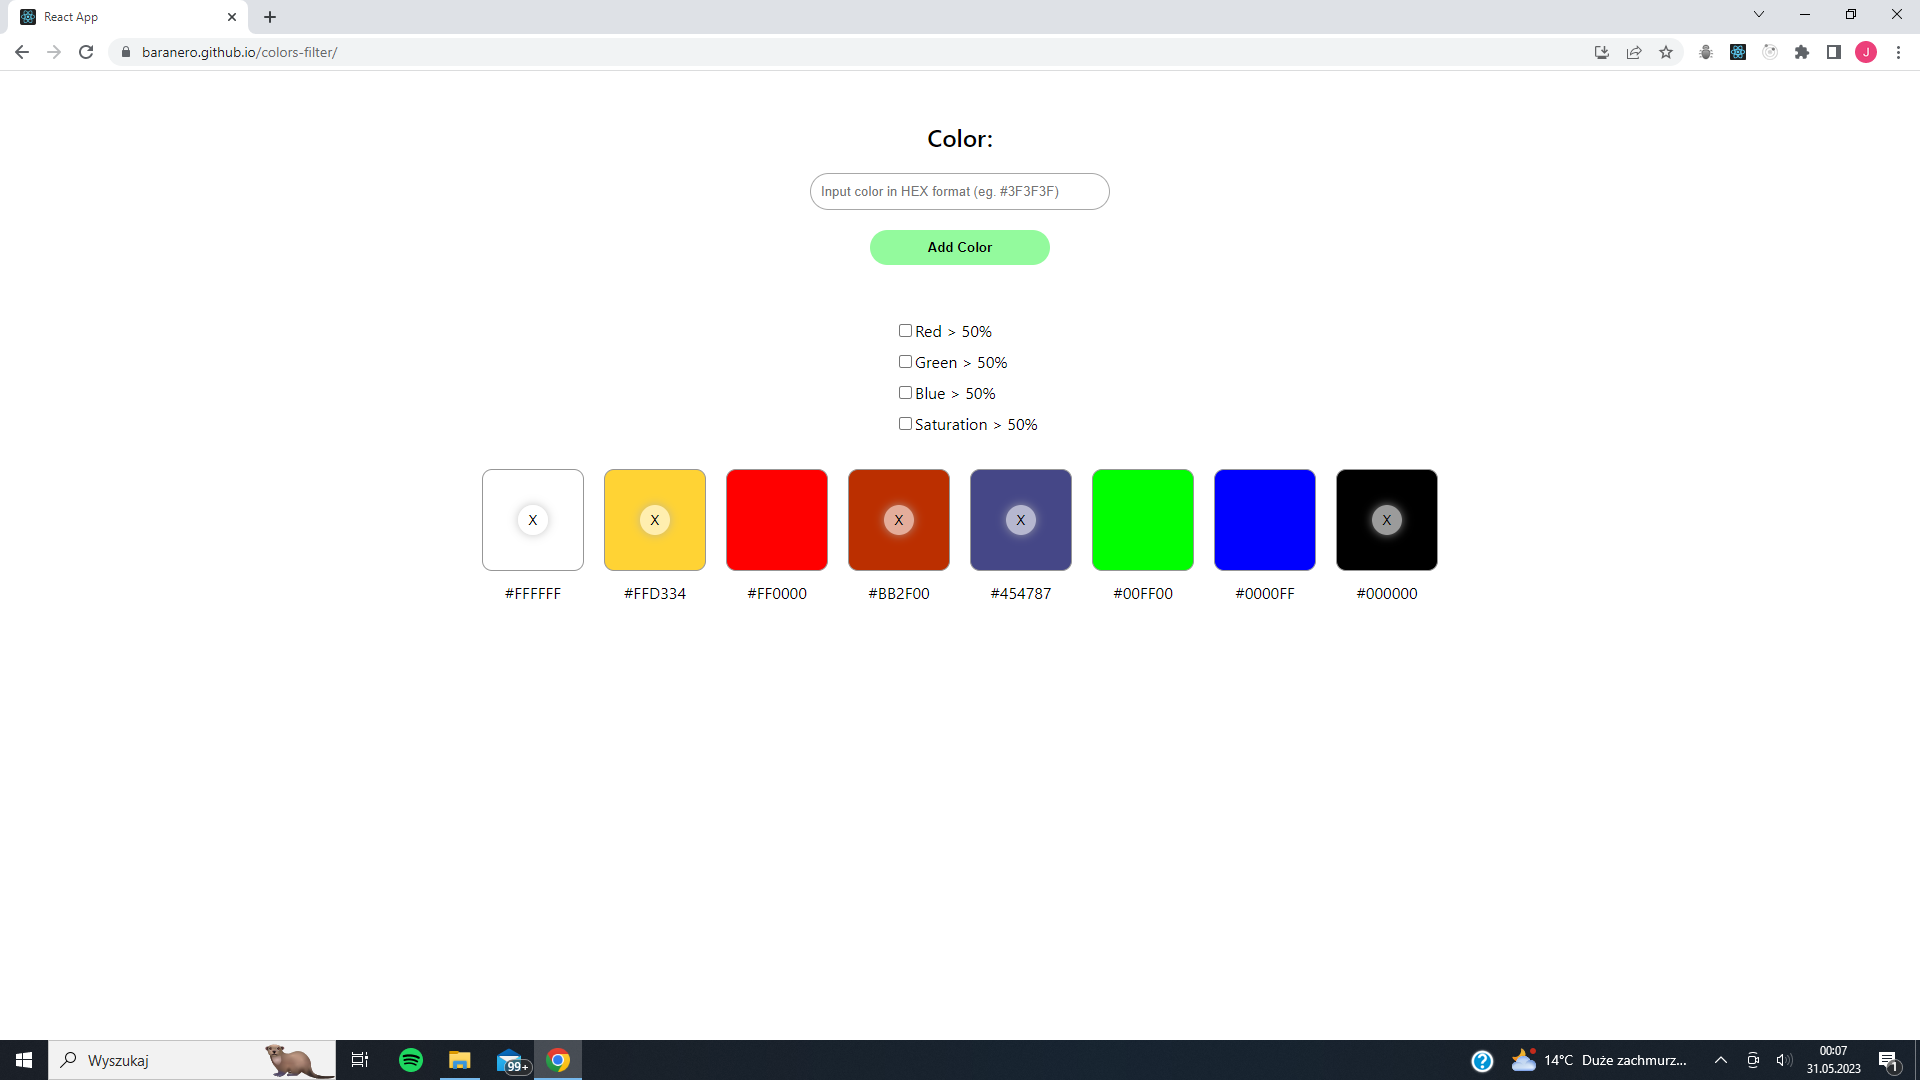 React App
baranero.github.io/colors-filter/
J
Color:
Input color in HEX format (eg. #3F3F3F)
Add Color
Red > 50%
Green > 50%
Blue > 50%
Saturation > 50%
X X X X X
#FFFFFF #FFD334 #FF0000 #BB2F00 #454787 #00FF00 #0000FF #000000
Wyszukaj 99+ ? 14°C Duże zachmurz... 00:07 1
31.05.2023